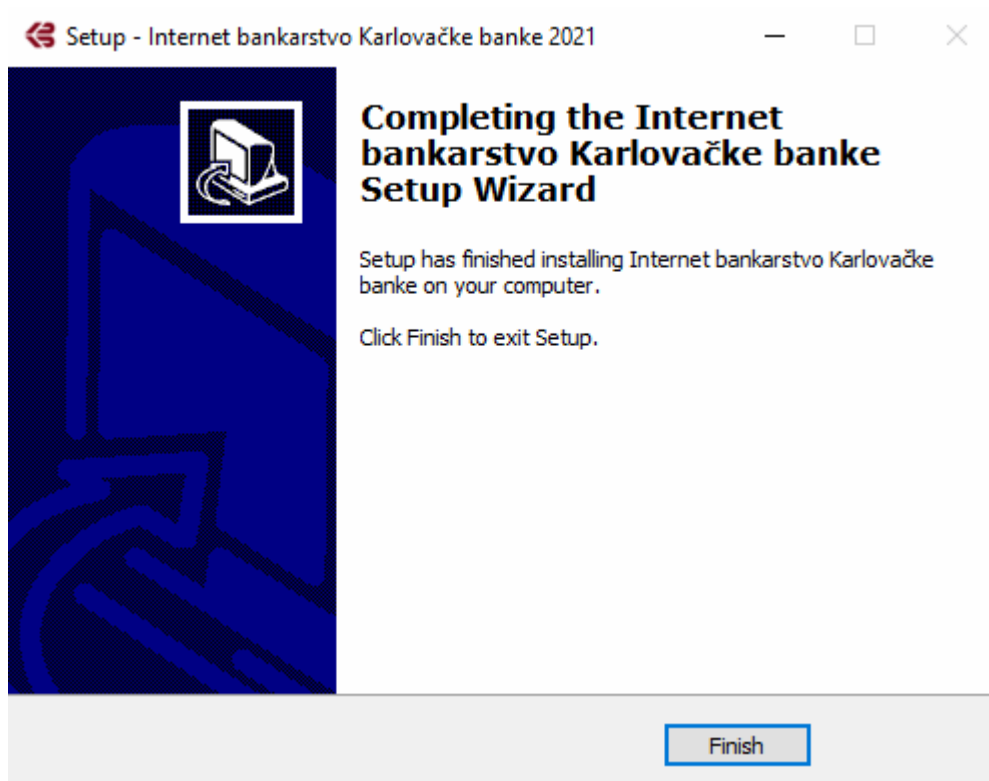 Setup - Internet bankarstvo Karlovačke banke 2021
Completing the Internet
bankarstvo Karlovačke banke
Setup Wizard
Setup has finished installing Internet bankarstvo Karlovačke
banke on your computer.
Click Finish to exit Setup.
Finish